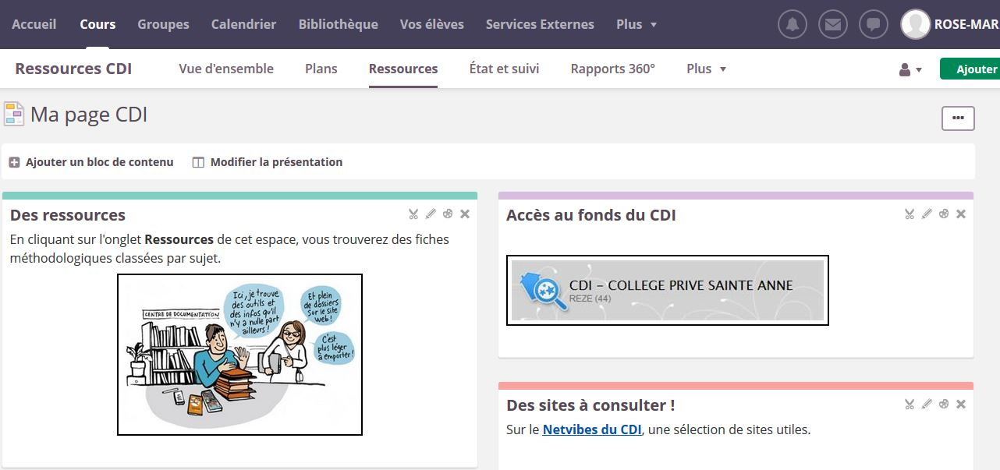 Accueil Cours Groupes Calendrier Bibliothèque Vos élèves Services Externes Plus ROSE-MAR
Ressources CDI Vue d'ensemble Plans Ressources État et suivi Rapports 360° Plus Ajouter
Ma page CDI
Ajouter un bloc de contenu Modifier la présentation
Des ressources
En cliquant sur l'onglet Ressources de cet espace, vous trouverez des fiches
méthodologiques classées par sujet.
CENTRE DE DOCUMENTATION
Ici, je trouve
des outils et
des infos qu'il
n'y a nulle part
ailleurs !
Et plein
de dossiers
sur le site
web !
C'est
plus léger
à emporter !
Accès au fonds du CDI
CDI – COLLEGE PRIVE SAINTE ANNE
REZE (44)
Des sites à consulter !
Sur le Netvibes du CDI, une sélection de sites utiles.